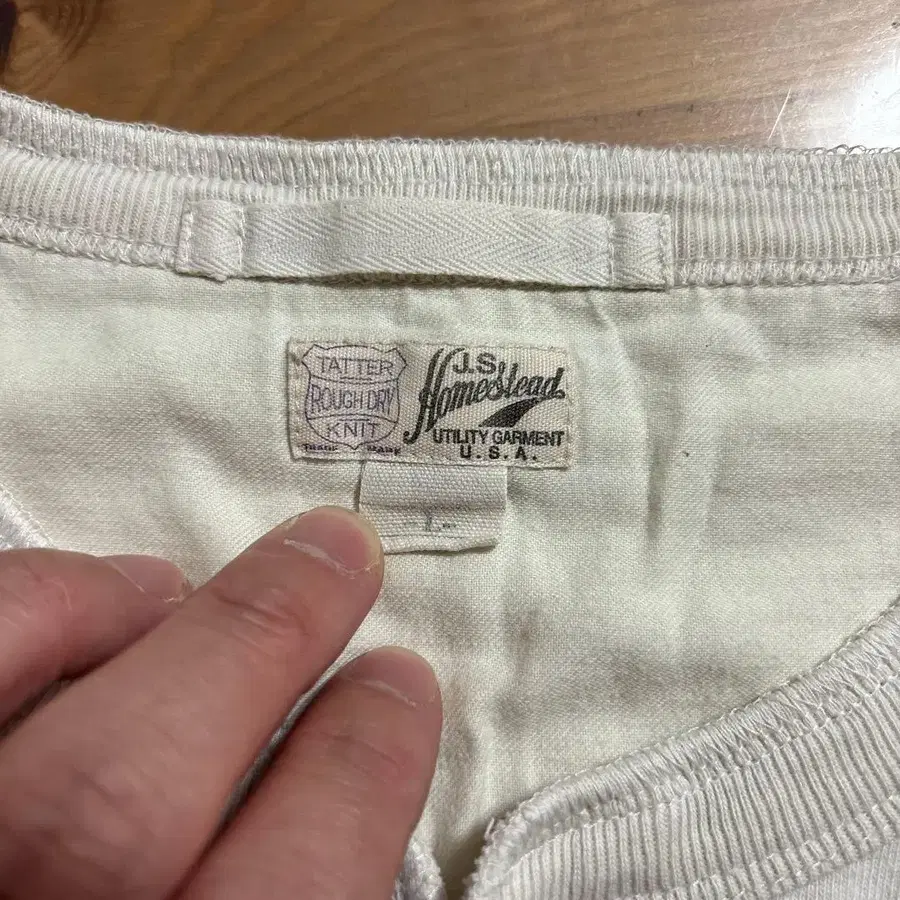 TATTER
ROUGH DRY
KNIT
TRADE MARK
J.S.
Homestead
UTILITY GARMENT
U.S.A.